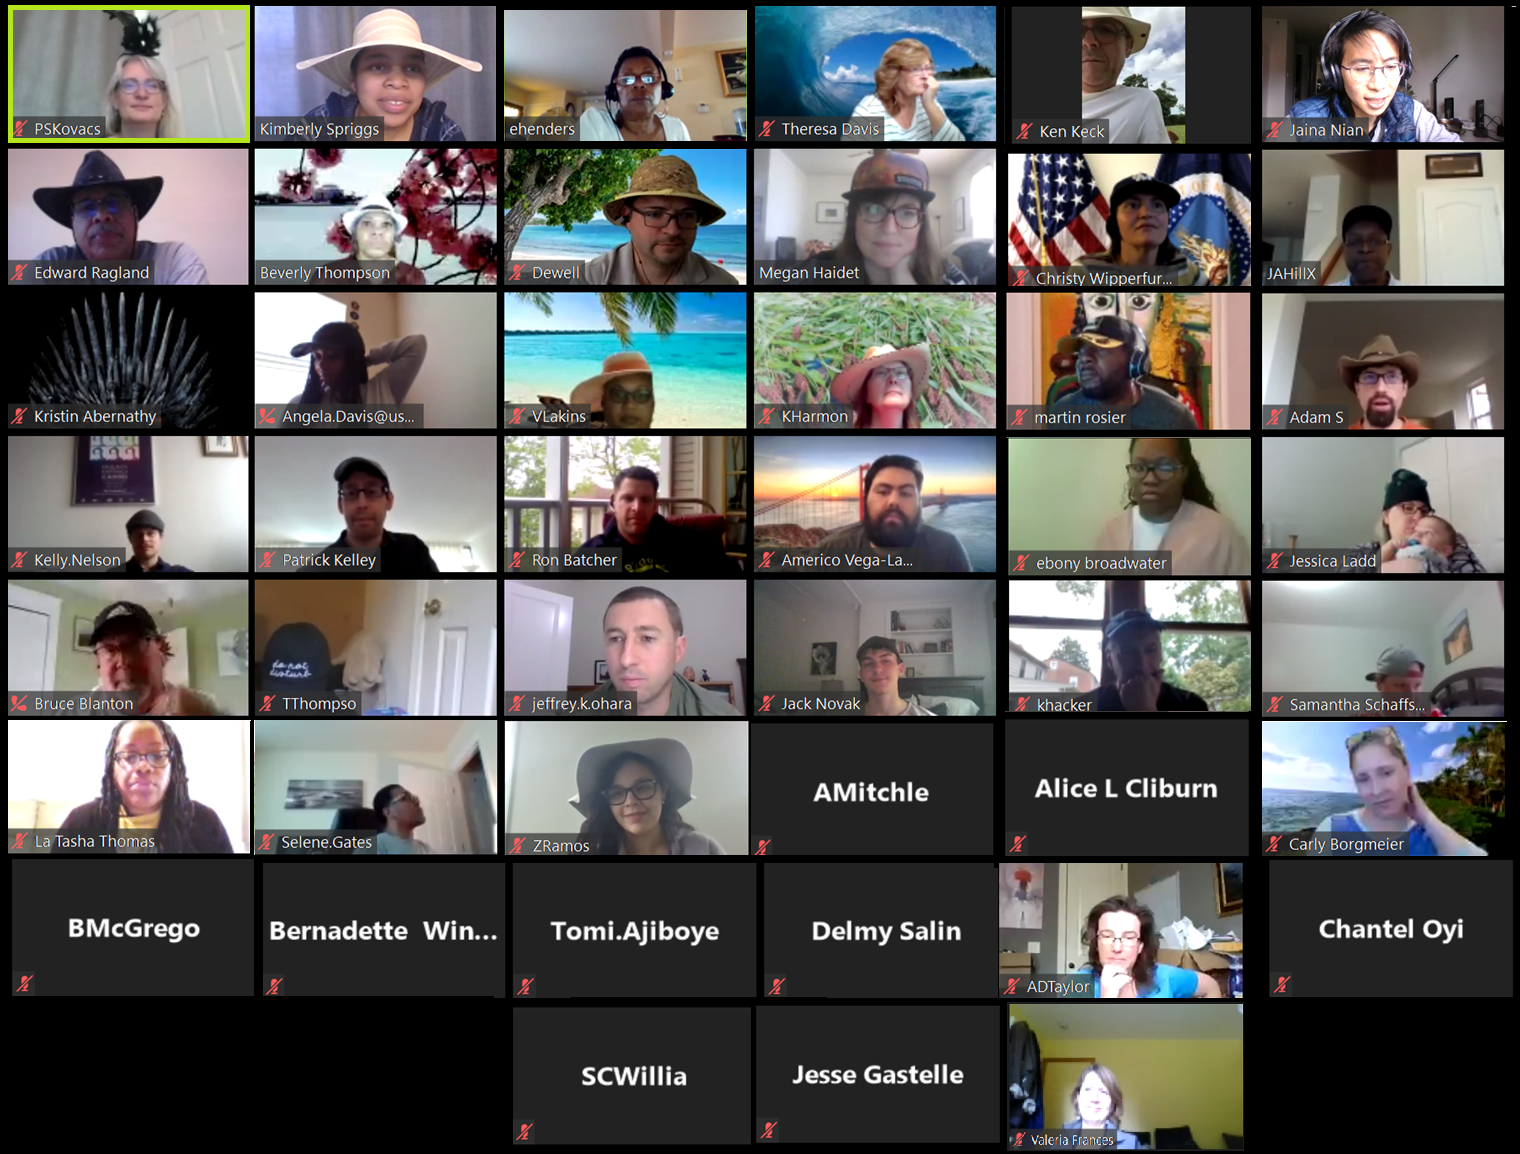 PSKovacs
Kimberly Spriggs
ehenders
Theresa Davis
Ken Keck
Jaina Nian
Edward Ragland
Beverly Thompson
Dewell
Megan Haidet
Christy Wipperfur...
JAHillX
Kristin Abernathy
Angela.Davis@us...
VLakins
KHarmon
martin rosier
Adam S
Kelly.Nelson
Patrick Kelley
Ron Batcher
Americo Vega-La...
ebony broadwater
Jessica Ladd
Bruce Blanton
do not
disturb
TThompso
jeffrey.k.ohara
Jack Novak
khacker
Samantha Schaffs...
La Tasha Thomas
Selene.Gates
ZRamos
AMitchle
Alice L Cliburn
Carly Borgmeier
BMcGrego
Bernadette Win...
Tomi.Ajiboye
Delmy Salin
ADTaylor
Chantel Oyi
SCWillia
Jesse Gastelle
Valeria Frances